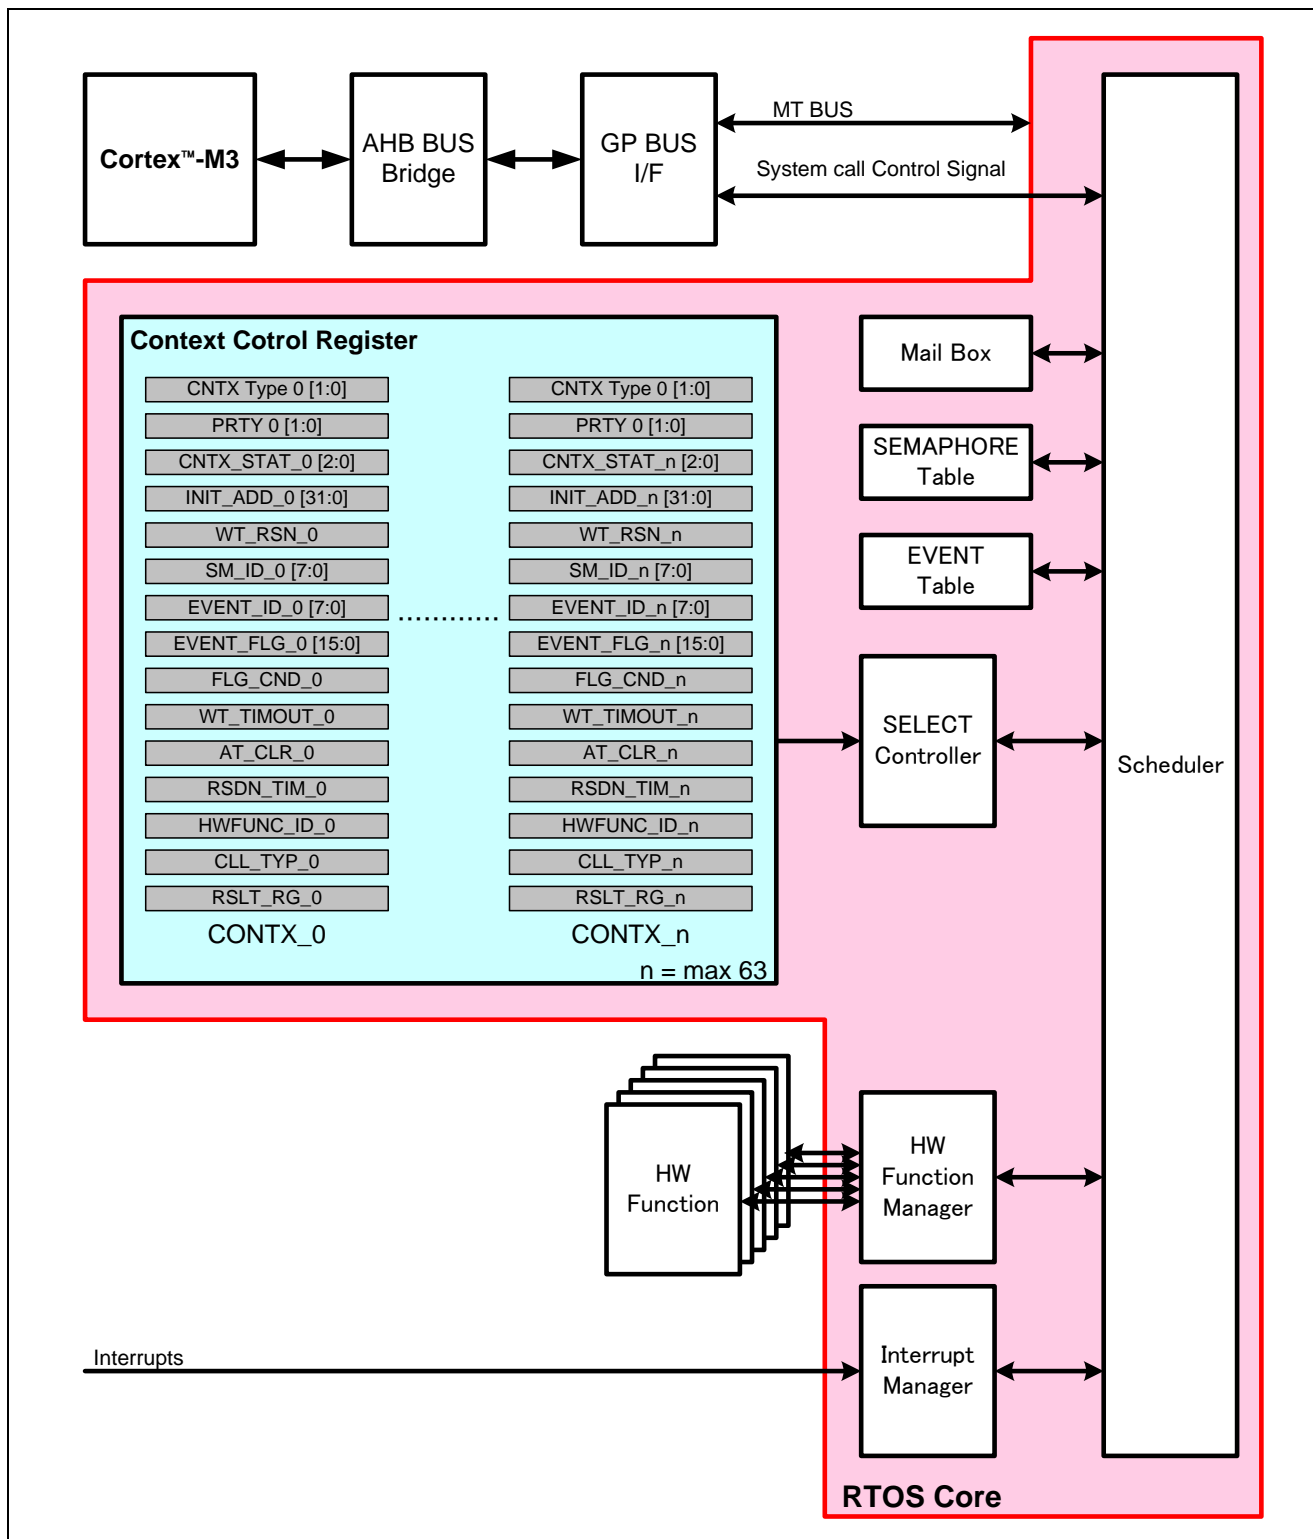 Cortex™-M3
AHB BUS
Bridge
GP BUS
I/F
MT BUS
System call Control Signal
Context Cotrol Register
CNTX Type 0 [1:0]
PRTY 0 [1:0]
CNTX_STAT_0 [2:0]
INIT_ADD_0 [31:0]
WT_RSN_0
SM_ID_0 [7:0]
EVENT_ID_0 [7:0]
EVENT_FLG_0 [15:0]
FLG_CND_0
WT_TIMOUT_0
AT_CLR_0
RSDN_TIM_0
HWFUNC_ID_0
CLL_TYP_0
RSLT_RG_0
CONTX_0
............
CNTX Type 0 [1:0]
PRTY 0 [1:0]
CNTX_STAT_n [2:0]
INIT_ADD_n [31:0]
WT_RSN_n
SM_ID_n [7:0]
EVENT_ID_n [7:0]
EVENT_FLG_n [15:0]
FLG_CND_n
WT_TIMOUT_n
AT_CLR_n
RSDN_TIM_n
HWFUNC_ID_n
CLL_TYP_n
RSLT_RG_n
CONTX_n
n = max 63
Mail Box
SEMAPHORE
Table
EVENT
Table
SELECT
Controller
Scheduler
HW
Function
HW
Function
Manager
Interrupts
Interrupt
Manager
RTOS Core